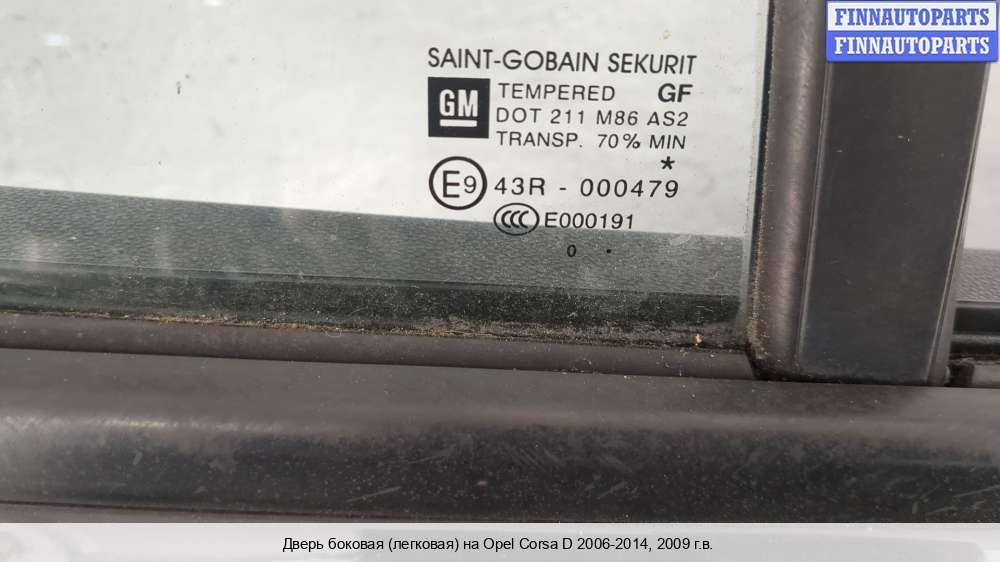 FINNAUTOPARTS
FINNAUTOPARTS
SAINT-GOBAIN SEKURIT
GM TEMPERED GF
DOT 211 M86 AS2
TRANSP. 70% MIN
*
E9 43R - 000479
CCC E000191
0 .
Дверь боковая (легковая) на Opel Corsa D 2006-2014, 2009 г.в.